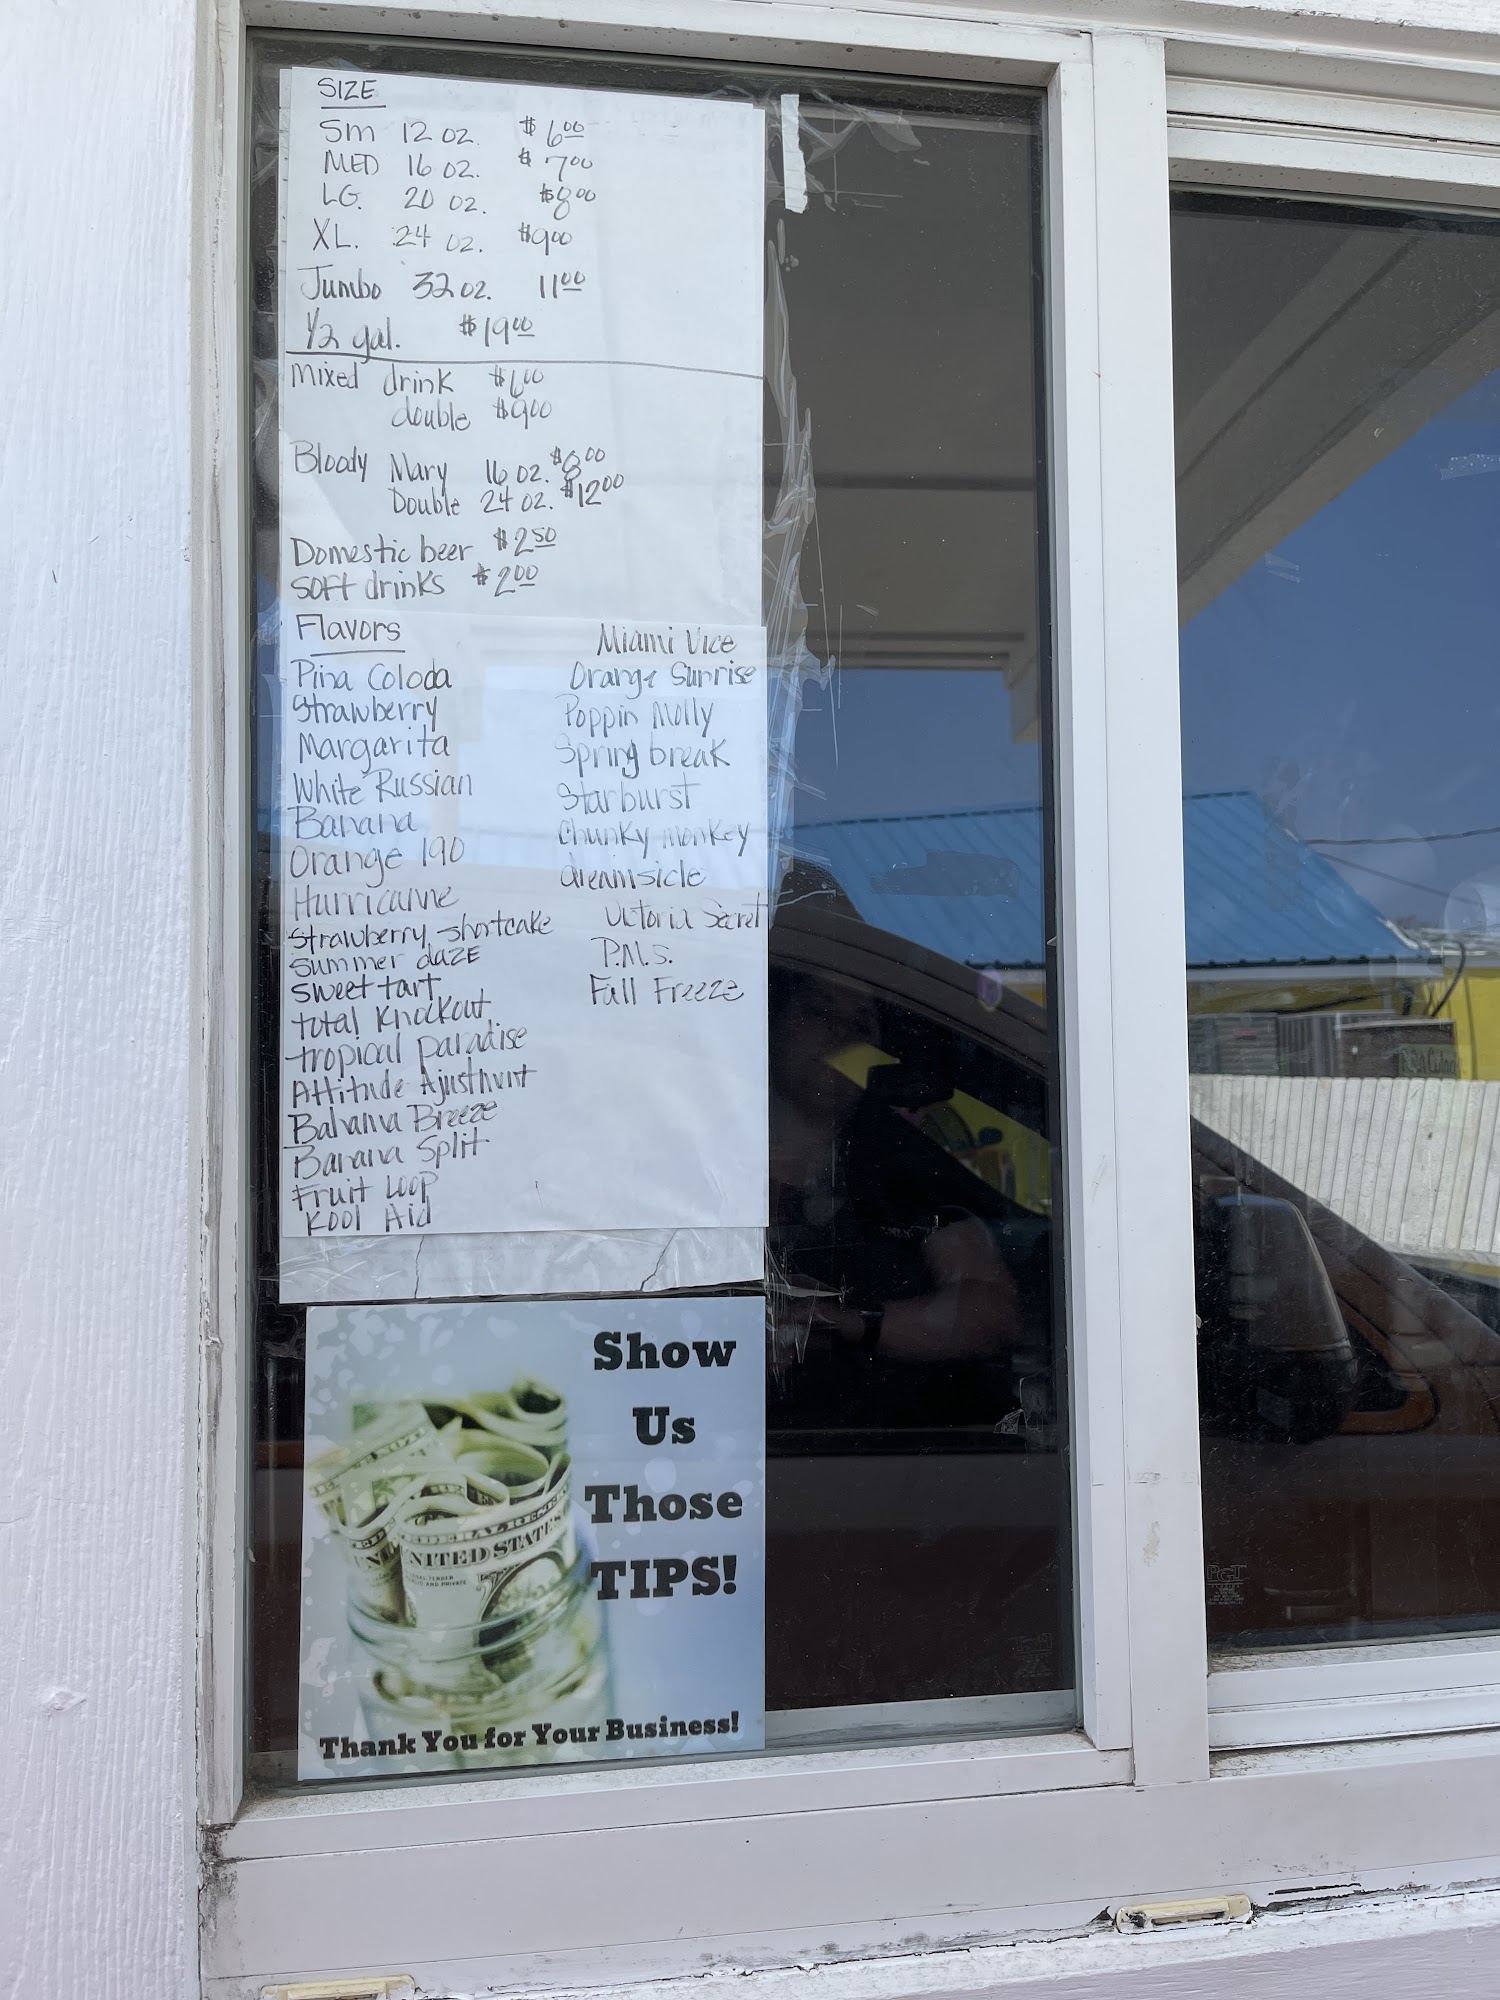 SIZE
Sm 12 oz. $6.00
MED 16 oz. $7.00
LG. 20 oz. $8.00
XL. 24 oz. $9.00
Jumbo 32 oz. 11.00
1/2 gal. $19.00
Mixed drink $6.00
double $9.00
Bloody Mary 16 oz. $8.00
Double 24 oz. $12.00
Domestic beer $2.50
soft drinks $2.00
Flavors
Pina Coloda
Strawberry
Margarita
White Russian
Banana
Orange 190
Hurricanne
Strawberry shortcake
summer daze
sweet tart
total knockout
tropical paradise
Attitude Ajustmnt
Bahama Breeze
Banana Split
Fruit Loop
Kool Aid
Miami Vice
Orange Sunrise
Poppin Molly
Spring break
Starburst
Chunky monkey
dreamsicle
Victoria Secret
P.M.S.
Fall Freeze
Show
Us
Those
TIPS!
UNITED STATES
Thank You for Your Business!